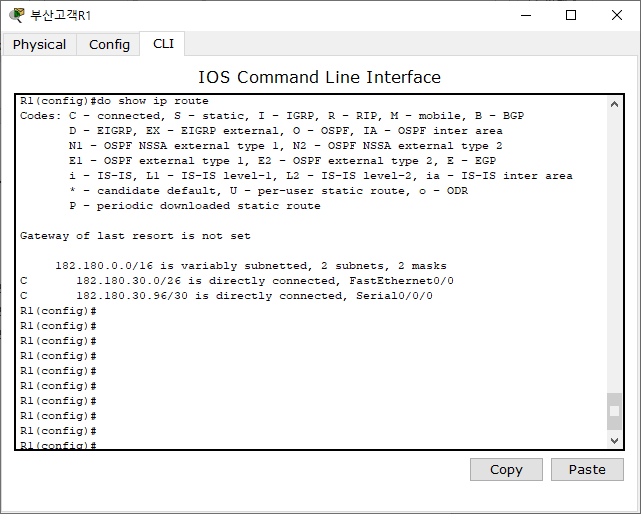 부산고객R1
Physical Config CLI
IOS Command Line Interface
R1(config)#do show ip route
Codes: C - connected, S - static, I - IGRP, R - RIP, M - mobile, B - BGP
       D - EIGRP, EX - EIGRP external, O - OSPF, IA - OSPF inter area
       N1 - OSPF NSSA external type 1, N2 - OSPF NSSA external type 2
       E1 - OSPF external type 1, E2 - OSPF external type 2, E - EGP
       i - IS-IS, L1 - IS-IS level-1, L2 - IS-IS level-2, ia - IS-IS inter area
       * - candidate default, U - per-user static route, o - ODR
       P - periodic downloaded static route
Gateway of last resort is not set
     182.180.0.0/16 is variably subnetted, 2 subnets, 2 masks
C       182.180.30.0/26 is directly connected, FastEthernet0/0
C       182.180.30.96/30 is directly connected, Serial0/0/0
R1(config)#
R1(config)#
R1(config)#
R1(config)#
R1(config)#
R1(config)#
R1(config)#
R1(config)#
R1(config)#
R1(config)#
Copy Paste